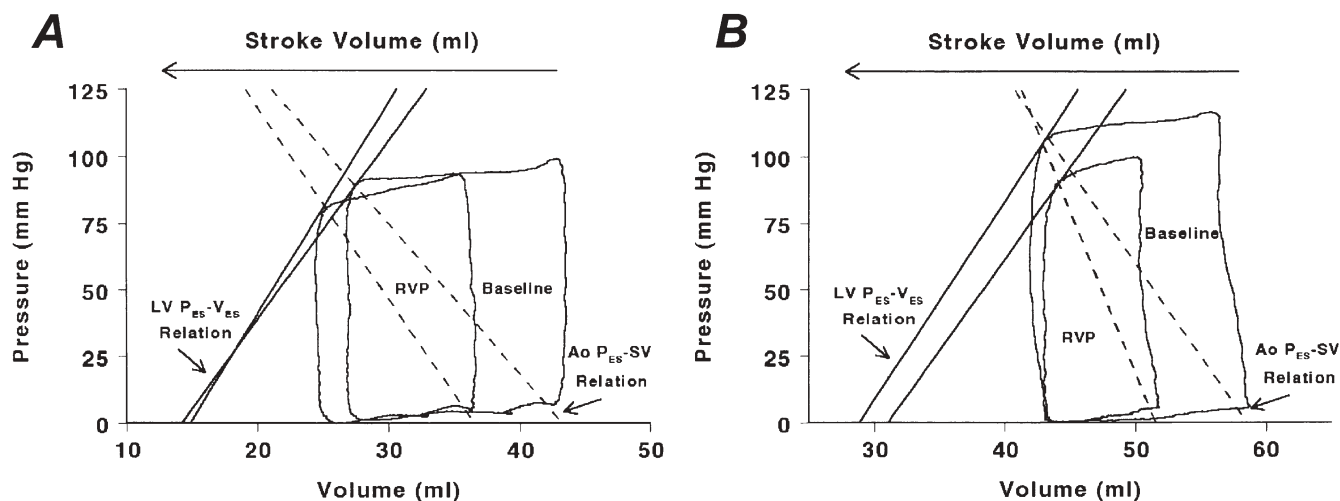 A
Stroke Volume (ml)
Pressure (mm Hg)
125
100
75
50
25
0
LV PES-VES
Relation
RVP
Baseline
Ao PES-SV
Relation
10
20
30
40
50
Volume (ml)
B
Stroke Volume (ml)
Pressure (mm Hg)
125
100
75
50
25
0
LV PES-VES
Relation
RVP
Baseline
Ao PES-SV
Relation
30
40
50
60
Volume (ml)